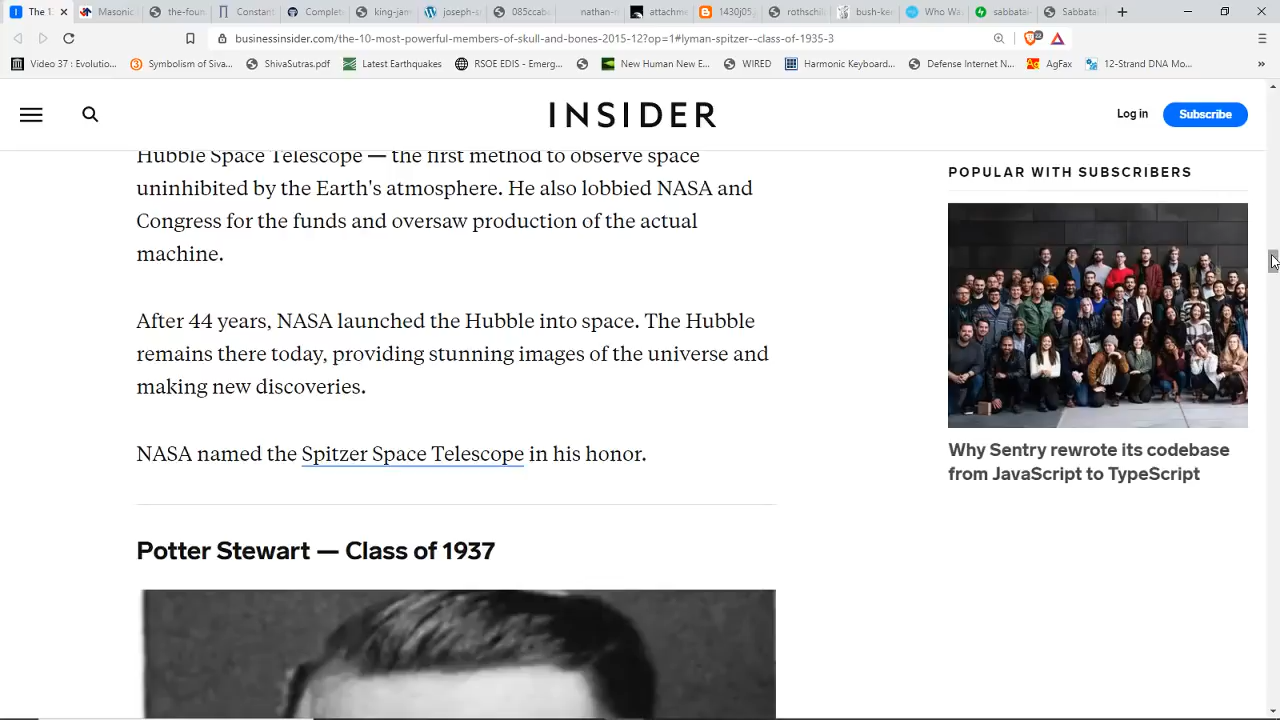 The 1
Masonic
the-foun
Constant
Complet
king-jam
joseph-s
085ccab
nathan-r
attachme
1430j05
rothschil
bush-ke
Who Wa
sabbatai
Sabbata
businessinsider.com/the-10-most-powerful-members-of-skull-and-bones-2015-12?op=1#lyman-spitzer--class-of-1935-3
22
Video 37 : Evolutio...
Symbolism of Siva...
ShivaSutras.pdf
Latest Earthquakes
RSOE EDIS - Emerg...
New Human New E...
WIRED
Harmonic Keyboard...
Defense Internet N...
AgFax
12-Strand DNA Mo...
INSIDER
Log in
Subscribe
Hubble Space Telescope — the first method to observe space
uninhibited by the Earth's atmosphere. He also lobbied NASA and
Congress for the funds and oversaw production of the actual
machine.
After 44 years, NASA launched the Hubble into space. The Hubble
remains there today, providing stunning images of the universe and
making new discoveries.
NASA named the Spitzer Space Telescope in his honor.
Potter Stewart — Class of 1937
POPULAR WITH SUBSCRIBERS
Why Sentry rewrote its codebase
from JavaScript to TypeScript